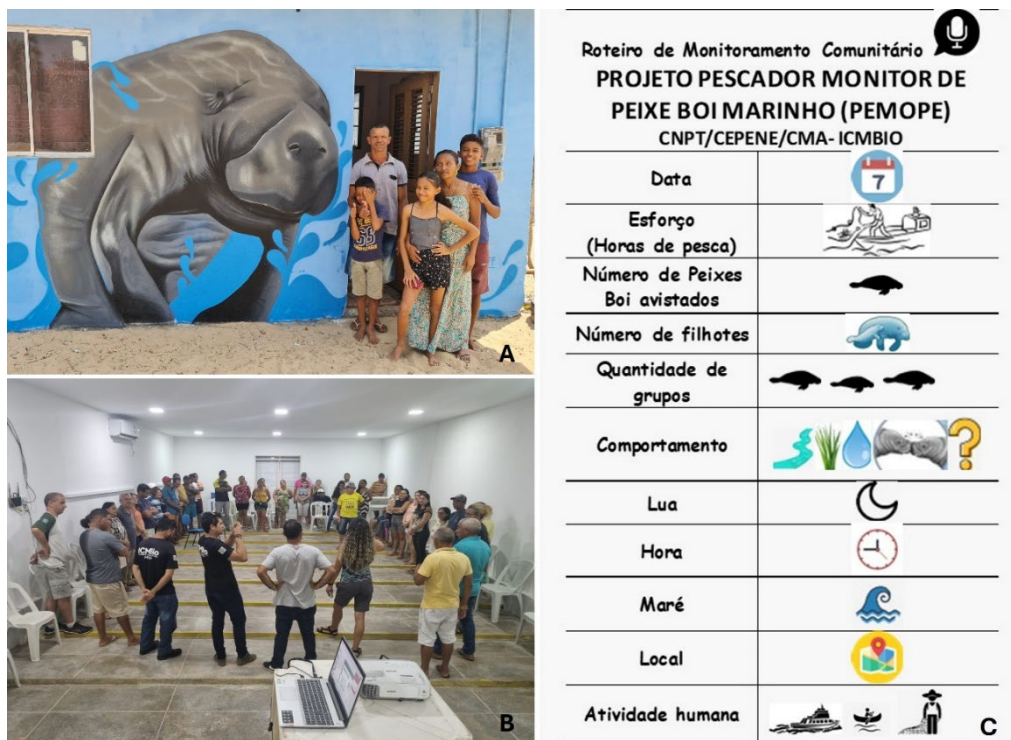 A
ICMBio
B
Roteiro de Monitoramento Comunitário
PROJETO PESCADOR MONITOR DE
PEIXE BOI MARINHO (PEMOPE)
CNPT/CEPENE/CMA- ICMBIO
Data
7
Esforço
(Horas de pesca)
Número de Peixes
Boi avistados
Número de filhotes
Quantidade de
grupos
Comportamento
?
Lua
Hora
Maré
Local
Atividade humana
C